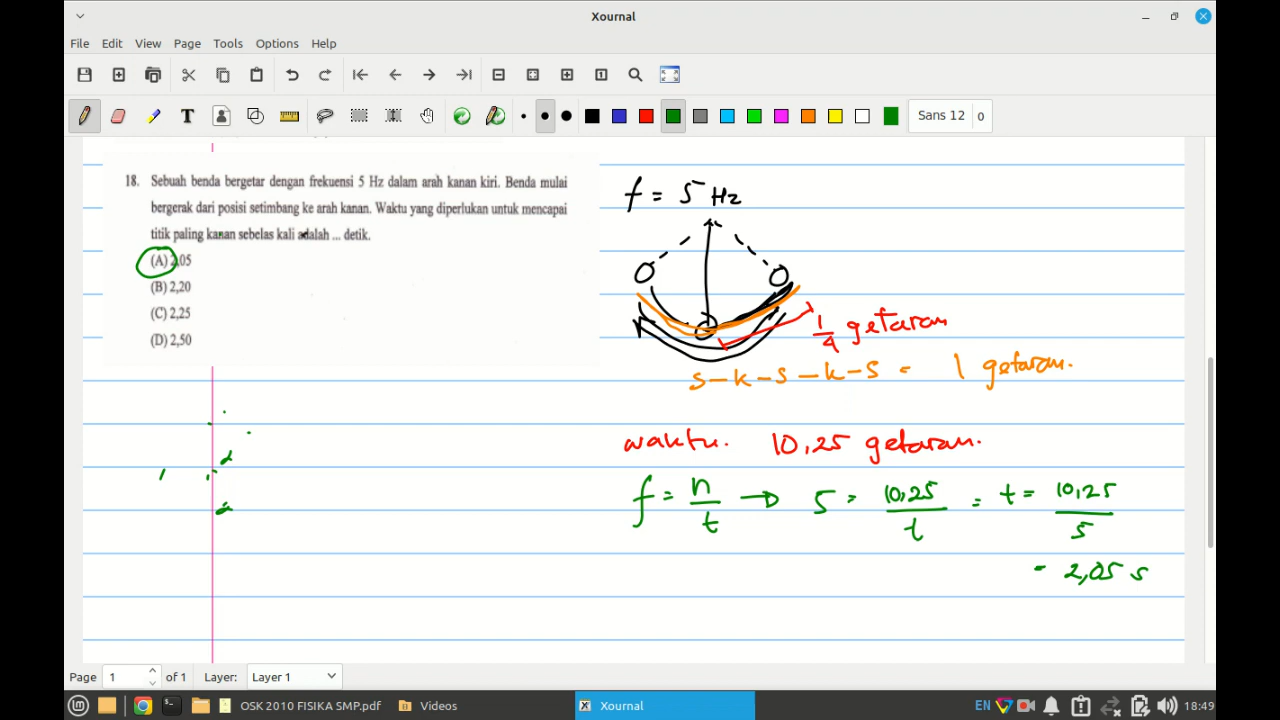 Xournal
File Edit View Page Tools Options Help
Sans 12
18. Sebuah benda bergetar dengan frekuensi 5 Hz dalam arah kanan kiri. Benda mulai
bergerak dari posisi setimbang ke arah kanan. Waktu yang diperlukan untuk mencapai
titik paling kanan sebelas kali adalah ... detik.
(A) 2,05
(B) 2,20
(C) 2,25
(D) 2,50
f = 5 Hz
1/4 getaran
s - k - s - k - s = 1 getaran.
waktu. 10,25 getaran.
f = n/t → 5 = 10,25/t = t = 10,25/5
= 2,05 s
Page 1 of 1 Layer: Layer 1
OSK 2010 FISIKA SMP.pdf Videos Xournal EN 18:49